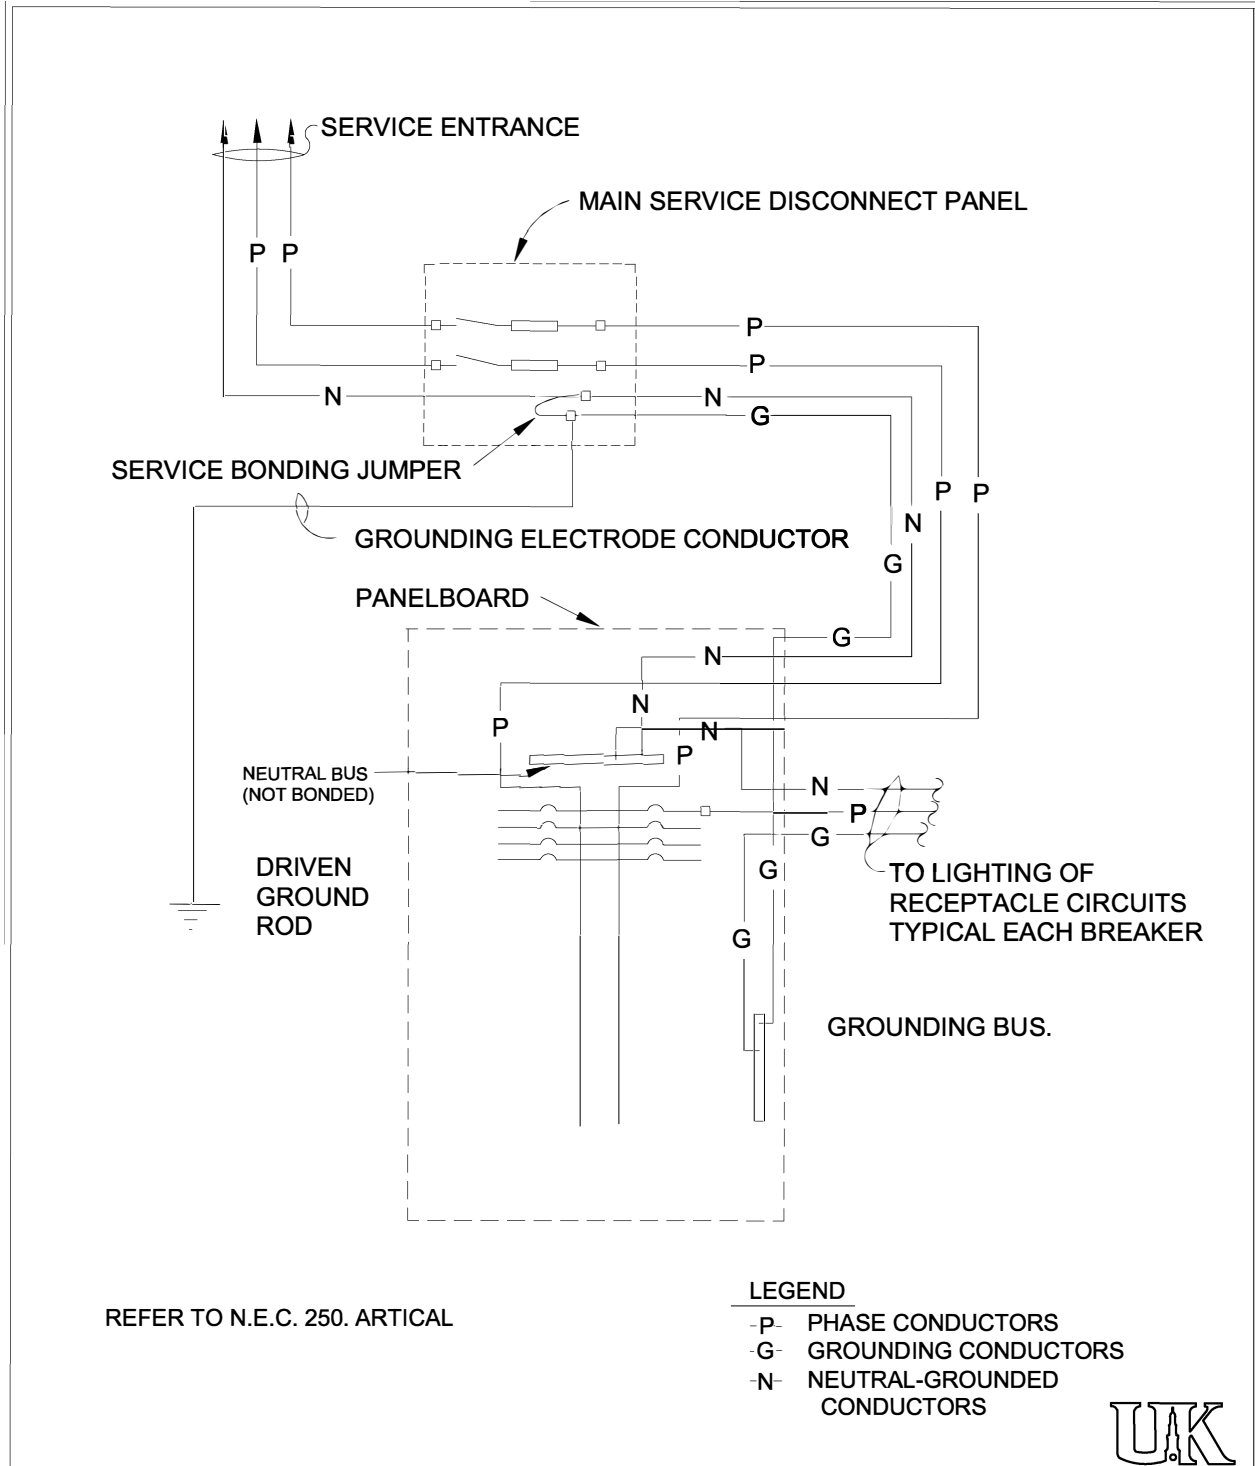 SERVICE ENTRANCE
MAIN SERVICE DISCONNECT PANEL
P P
P
P
N N
G
SERVICE BONDING JUMPER
P P
N
GROUNDING ELECTRODE CONDUCTOR
G
PANELBOARD
G
N
N
P N
P
NEUTRAL BUS
(NOT BONDED)
N
P
G
DRIVEN
GROUND
ROD
G
TO LIGHTING OF
RECEPTACLE CIRCUITS
TYPICAL EACH BREAKER
G
GROUNDING BUS.
REFER TO N.E.C. 250. ARTICAL
LEGEND
-P- PHASE CONDUCTORS
-G- GROUNDING CONDUCTORS
-N- NEUTRAL-GROUNDED
CONDUCTORS
UK